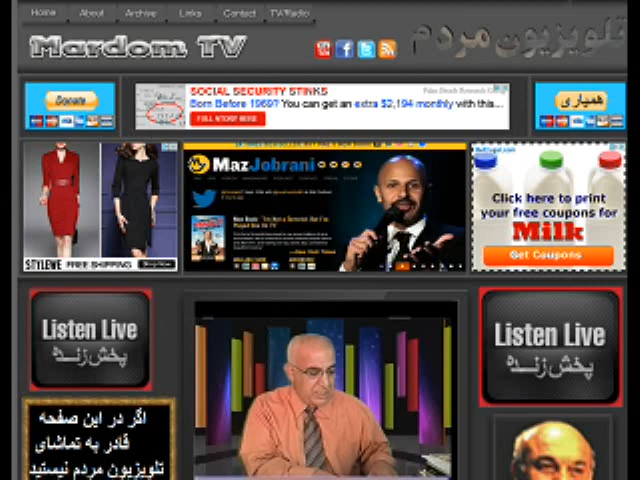 Home About Archive Links Contact TV/Radio
Mardom TV
تلویزیون مردم
Donate
SOCIAL SECURITY STINKS
Born Before 1969? You can get an extra $2,194 monthly with this...
FULL STORY HERE
همیاری
STYLEWE FREE SHIPPING Shop Now
MazJobrani
Click here to print
your free coupons for
Milk
Get Coupons
Listen Live
پخش زنده
Listen Live
پخش زنده
اگر در این صفحه
قادر به تماشای
تلویزیون مردم نیستید